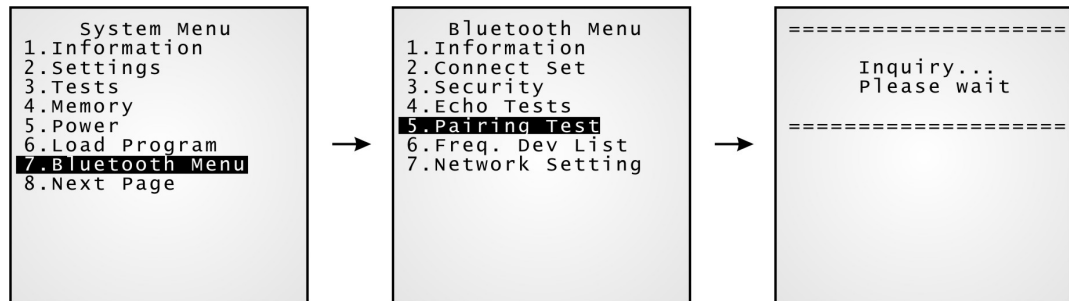 System Menu
1.Information
2.Settings
3.Tests
4.Memory
5.Power
6.Load Program
7.Bluetooth Menu
8.Next Page
Bluetooth Menu
1.Information
2.Connect Set
3.Security
4.Echo Tests
5.Pairing Test
6.Freq. Dev List
7.Network Setting
====================
Inquiry...
Please wait
====================